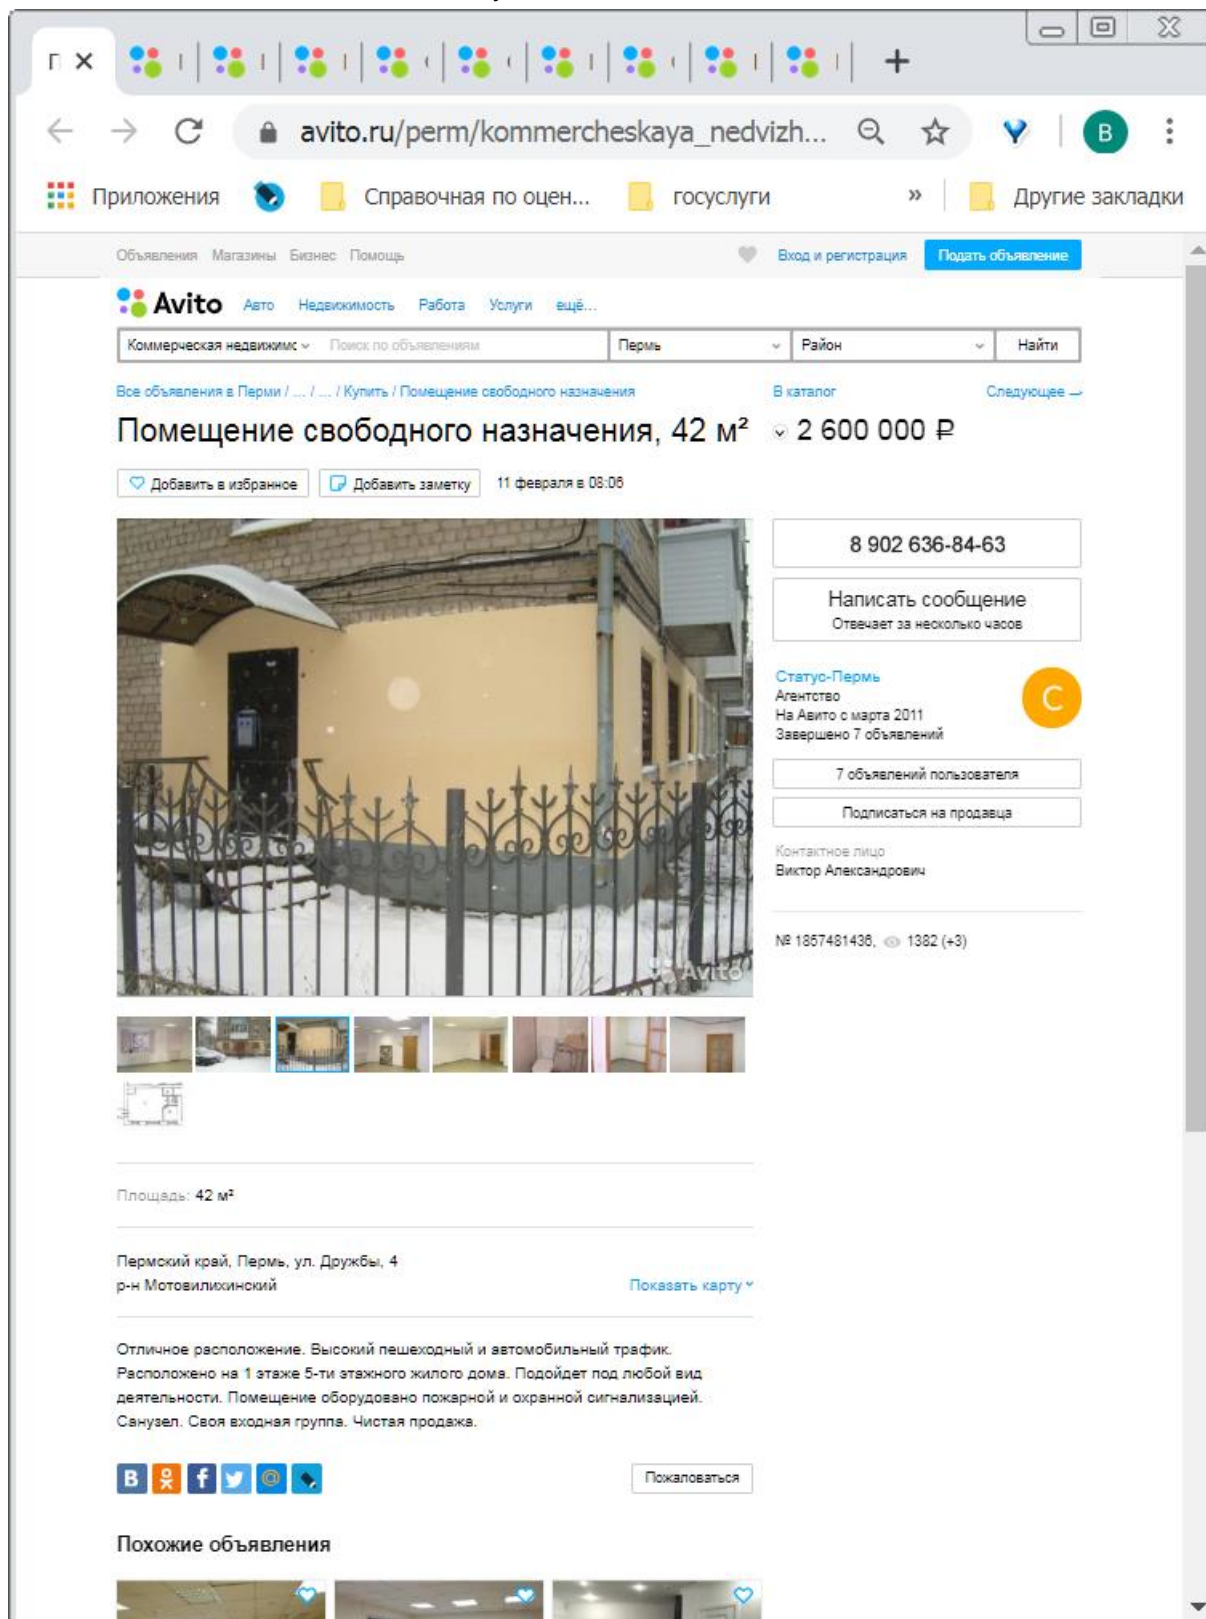 avito.ru/perm/kommercheskaya_nedvizh...
B
Приложения
Справочная по оцен...
госуслуги
»
Другие закладки
Объявления Магазины Бизнес Помощь
Вход и регистрация
Подать объявление
Avito Авто Недвижимость Работа Услуги ещё...
Коммерческая недвижимс Поиск по объявлениям Пермь Район Найти
Все объявления в Перми / ... / ... / Купить / Помещение свободного назначения
В каталог Следующее →
Помещение свободного назначения, 42 м² 2 600 000 ₽
Добавить в избранное Добавить заметку 11 февраля в 08:06
8 902 636-84-63
Написать сообщение
Отвечает за несколько часов
Статус-Пермь
Агентство
На Авито с марта 2011
Завершено 7 объявлений
С
7 объявлений пользователя
Подписаться на продавца
Контактное лицо
Виктор Александрович
№ 1857481436, 1382 (+3)
Avito
Площадь: 42 м²
Пермский край, Пермь, ул. Дружбы, 4
р-н Мотовилихинский
Показать карту
Отличное расположение. Высокий пешеходный и автомобильный трафик.
Расположено на 1 этаже 5-ти этажного жилого дома. Подойдет под любой вид
деятельности. Помещение оборудовано пожарной и охранной сигнализацией.
Санузел. Своя входная группа. Чистая продажа.
Пожаловаться
Похожие объявления